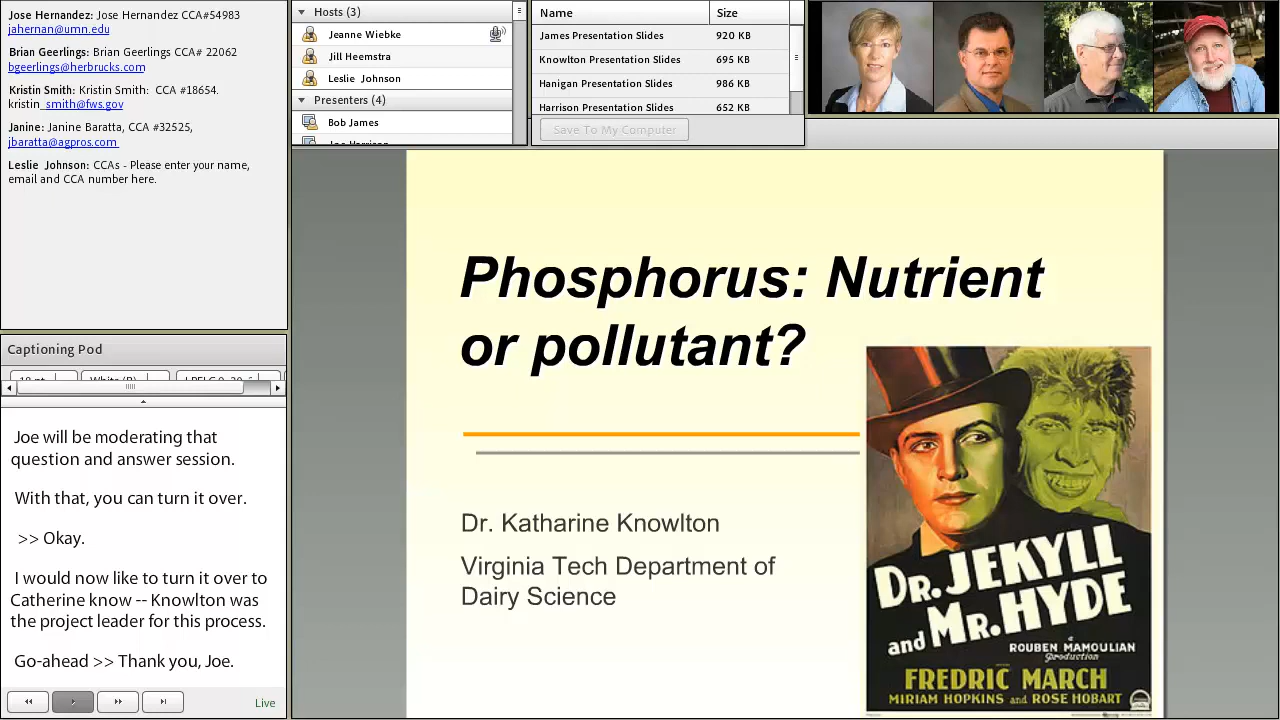 Jose Hernandez: Jose Hernandez CCA#54983
jahernan@umn.edu
Brian Geerlings: Brian Geerlings CCA# 22062
bgeerlings@herbrucks.com
Kristin Smith: Kristin Smith: CCA #18654.
kristin_smith@fws.gov
Janine: Janine Baratta, CCA #32525,
jbaratta@agpros.com
Leslie Johnson: CCAs - Please enter your name,
email and CCA number here.
Captioning Pod
Joe will be moderating that
question and answer session.
With that, you can turn it over.
>> Okay.
I would now like to turn it over to
Catherine know -- Knowlton was
the project leader for this process.
Go-ahead >> Thank you, Joe.
Live
Hosts (3)
Jeanne Wiebke
Jill Heemstra
Leslie Johnson
Presenters (4)
Bob James
Name Size
James Presentation Slides 920 KB
Knowlton Presentation Slides 695 KB
Hanigan Presentation Slides 986 KB
Harrison Presentation Slides 652 KB
Save To My Computer
Phosphorus: Nutrient
or pollutant?
Dr. Katharine Knowlton
Virginia Tech Department of
Dairy Science
DR. JEKYLL
and MR. HYDE
a
ROUBEN MAMOULIAN
Production
FREDRIC MARCH
MIRIAM HOPKINS and ROSE HOBART